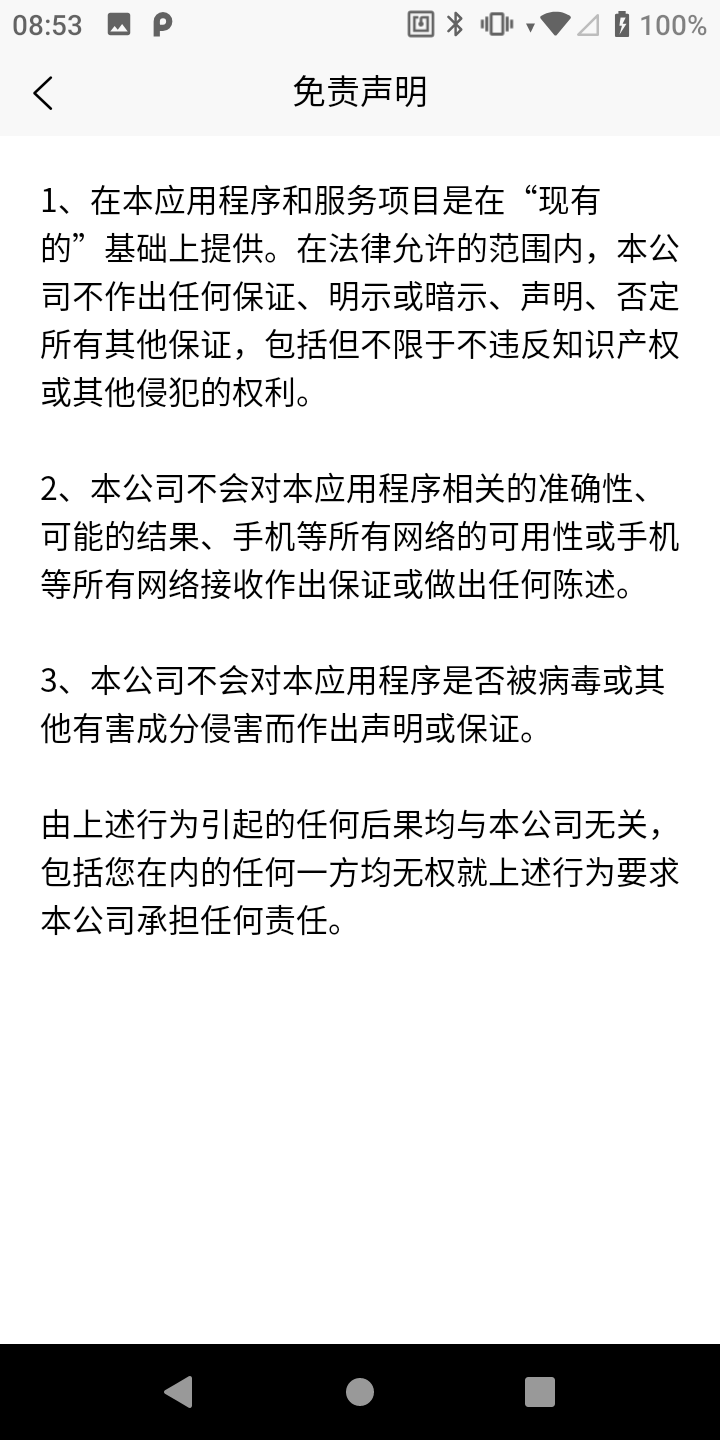 08:53
100%
免责声明
1、在本应用程序和服务项目是在“现有
的”基础上提供。在法律允许的范围内，本公
司不作出任何保证、明示或暗示、声明、否定
所有其他保证，包括但不限于不违反知识产权
或其他侵犯的权利。
2、本公司不会对本应用程序相关的准确性、
可能的结果、手机等所有网络的可用性或手机
等所有网络接收作出保证或做出任何陈述。
3、本公司不会对本应用程序是否被病毒或其
他有害成分侵害而作出声明或保证。
由上述行为引起的任何后果均与本公司无关，
包括您在内的任何一方均无权就上述行为要求
本公司承担任何责任。